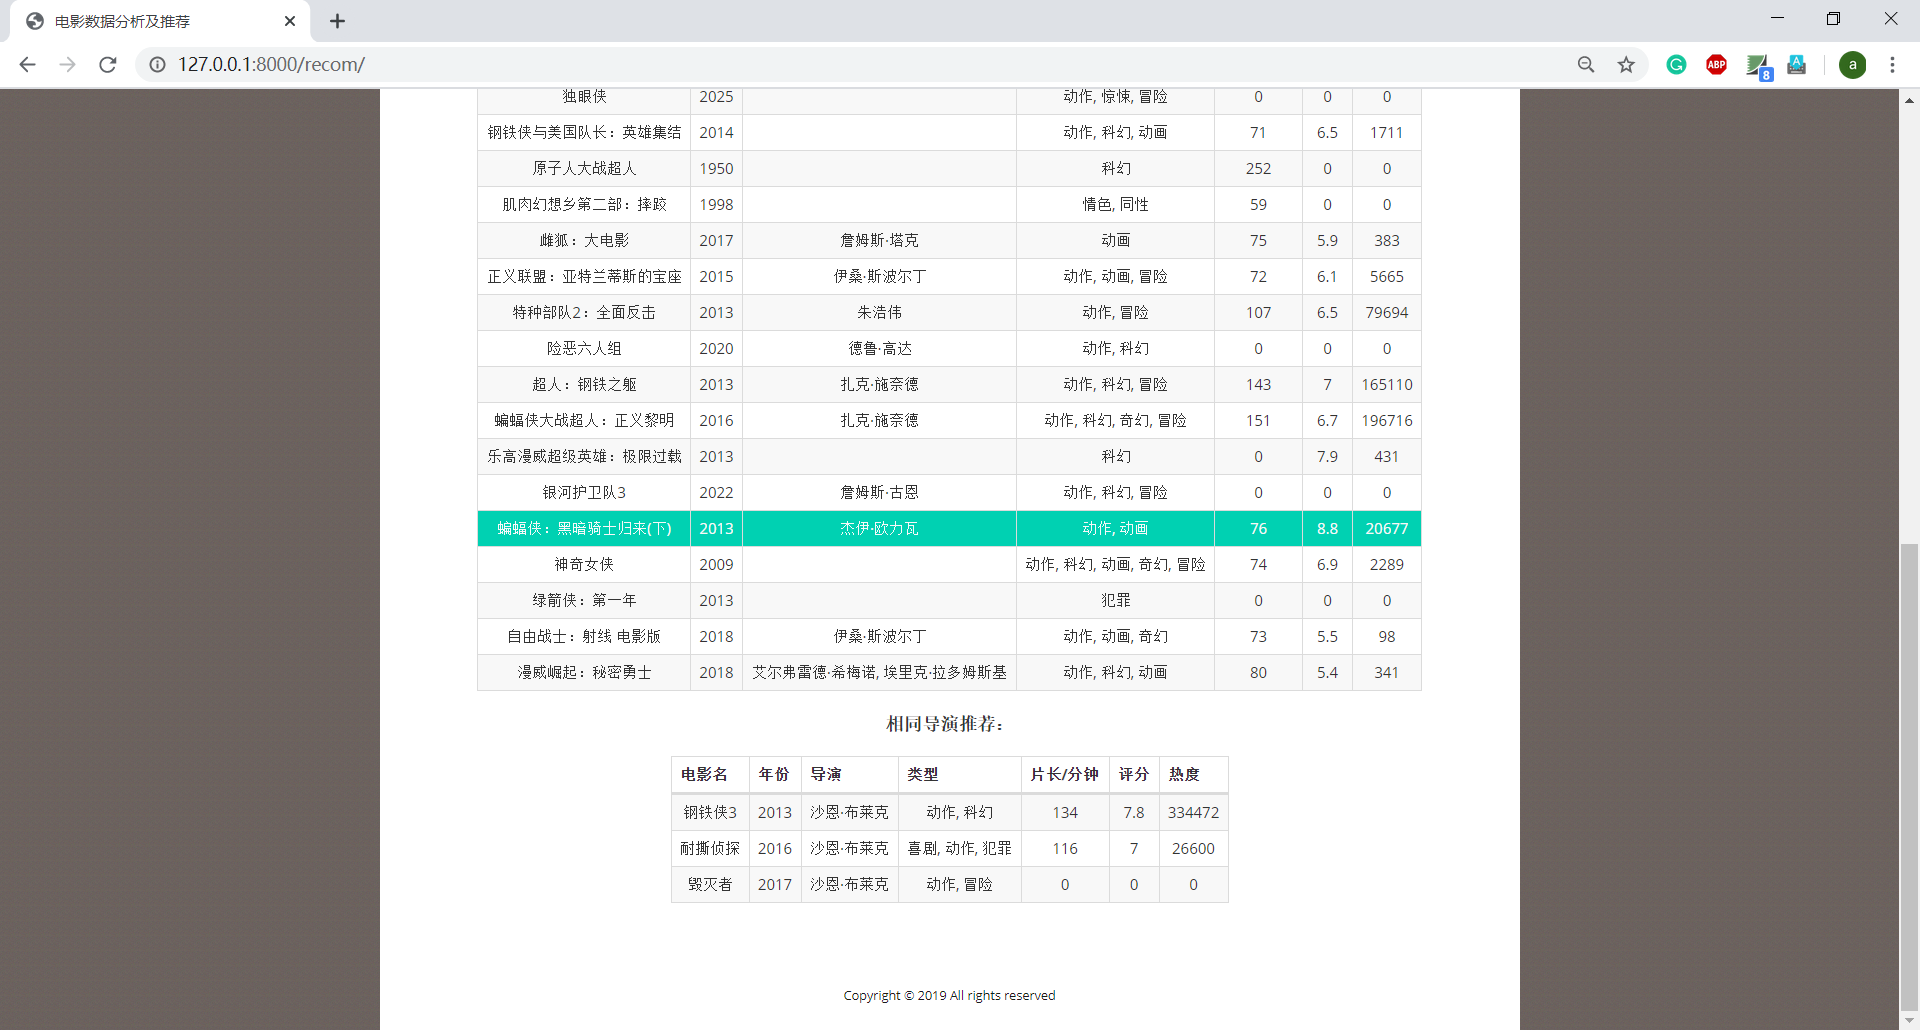 电影数据分析及推荐
127.0.0.1:8000/recom/
ABP
8
A
a
独眼侠 2025 动作, 惊悚, 冒险 0 0 0
钢铁侠与美国队长：英雄集结 2014 动作, 科幻, 动画 71 6.5 1711
原子人大战超人 1950 科幻 252 0 0
肌肉幻想乡第二部：摔跤 1998 情色, 同性 59 0 0
雌狐：大电影 2017 詹姆斯·塔克 动画 75 5.9 383
正义联盟：亚特兰蒂斯的宝座 2015 伊桑·斯波尔丁 动作, 动画, 冒险 72 6.1 5665
特种部队2：全面反击 2013 朱浩伟 动作, 冒险 107 6.5 79694
险恶六人组 2020 德鲁·高达 动作, 科幻 0 0 0
超人：钢铁之躯 2013 扎克·施奈德 动作, 科幻, 冒险 143 7 165110
蝙蝠侠大战超人：正义黎明 2016 扎克·施奈德 动作, 科幻, 奇幻, 冒险 151 6.7 196716
乐高漫威超级英雄：极限过载 2013 科幻 0 7.9 431
银河护卫队3 2022 詹姆斯·古恩 动作, 科幻, 冒险 0 0 0
蝙蝠侠：黑暗骑士归来(下) 2013 杰伊·欧力瓦 动作, 动画 76 8.8 20677
神奇女侠 2009 动作, 科幻, 动画, 奇幻, 冒险 74 6.9 2289
绿箭侠：第一年 2013 犯罪 0 0 0
自由战士：射线 电影版 2018 伊桑·斯波尔丁 动作, 动画, 奇幻 73 5.5 98
漫威崛起：秘密勇士 2018 艾尔弗雷德·希梅诺, 埃里克·拉多姆斯基 动作, 科幻, 动画 80 5.4 341
相同导演推荐：
电影名 年份 导演 类型 片长/分钟 评分 热度
钢铁侠3 2013 沙恩·布莱克 动作, 科幻 134 7.8 334472
耐撕侦探 2016 沙恩·布莱克 喜剧, 动作, 犯罪 116 7 26600
毁灭者 2017 沙恩·布莱克 动作, 冒险 0 0 0
Copyright © 2019 All rights reserved